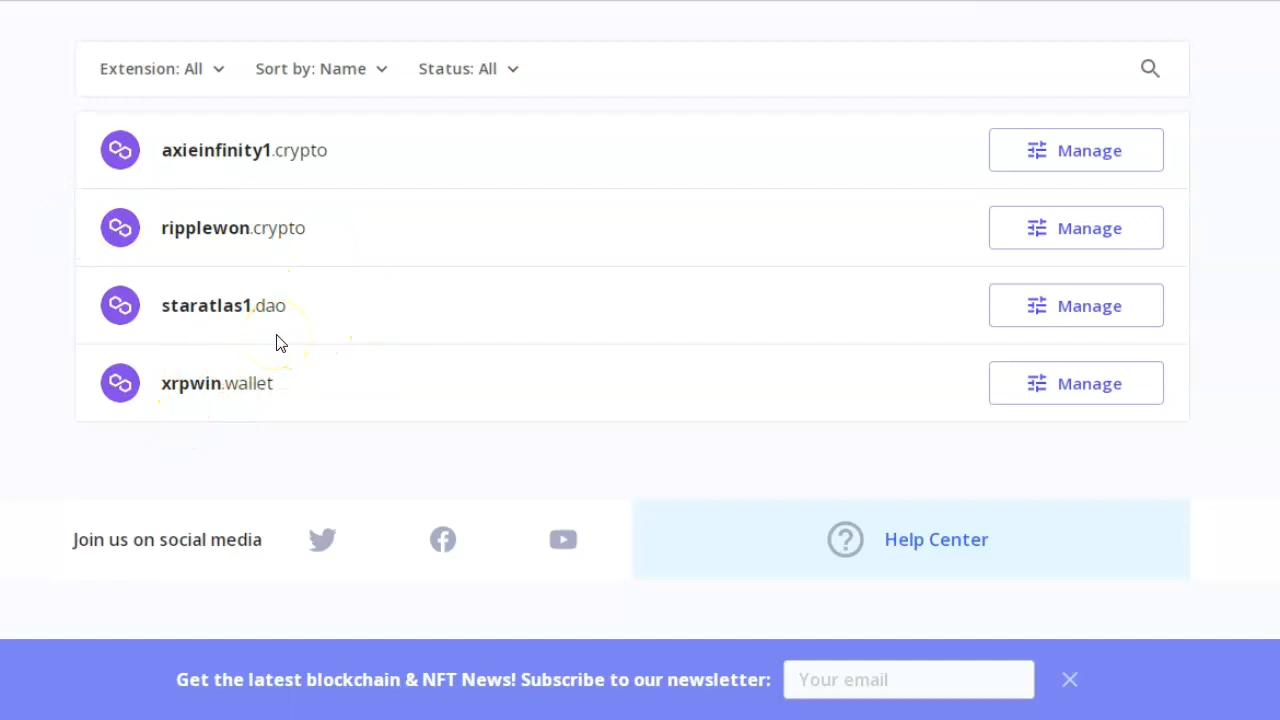 Extension: All Sort by: Name Status: All
axieinfinity1.crypto Manage
ripplewon.crypto Manage
staratlas1.dao Manage
xrpwin.wallet Manage
Join us on social media Help Center
Get the latest blockchain & NFT News! Subscribe to our newsletter: Your email